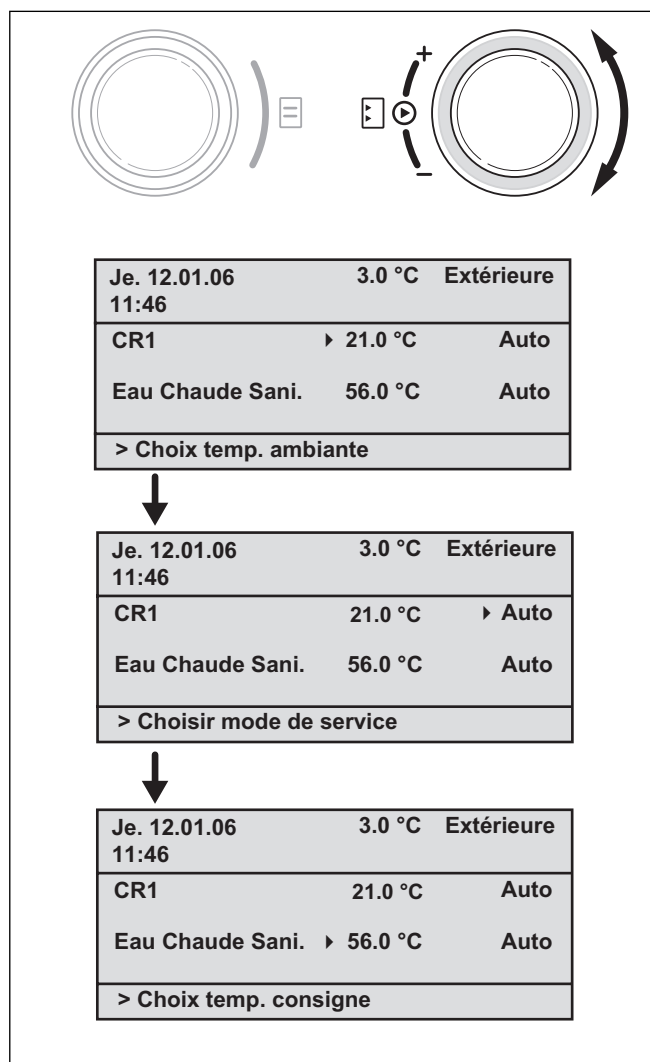 +
−
Je. 12.01.06 3.0 °C Extérieure
11:46
CR1 ▸ 21.0 °C Auto
Eau Chaude Sani. 56.0 °C Auto
> Choix temp. ambiante
Je. 12.01.06 3.0 °C Extérieure
11:46
CR1 21.0 °C ▸ Auto
Eau Chaude Sani. 56.0 °C Auto
> Choisir mode de service
Je. 12.01.06 3.0 °C Extérieure
11:46
CR1 21.0 °C Auto
Eau Chaude Sani. ▸ 56.0 °C Auto
> Choix temp. consigne